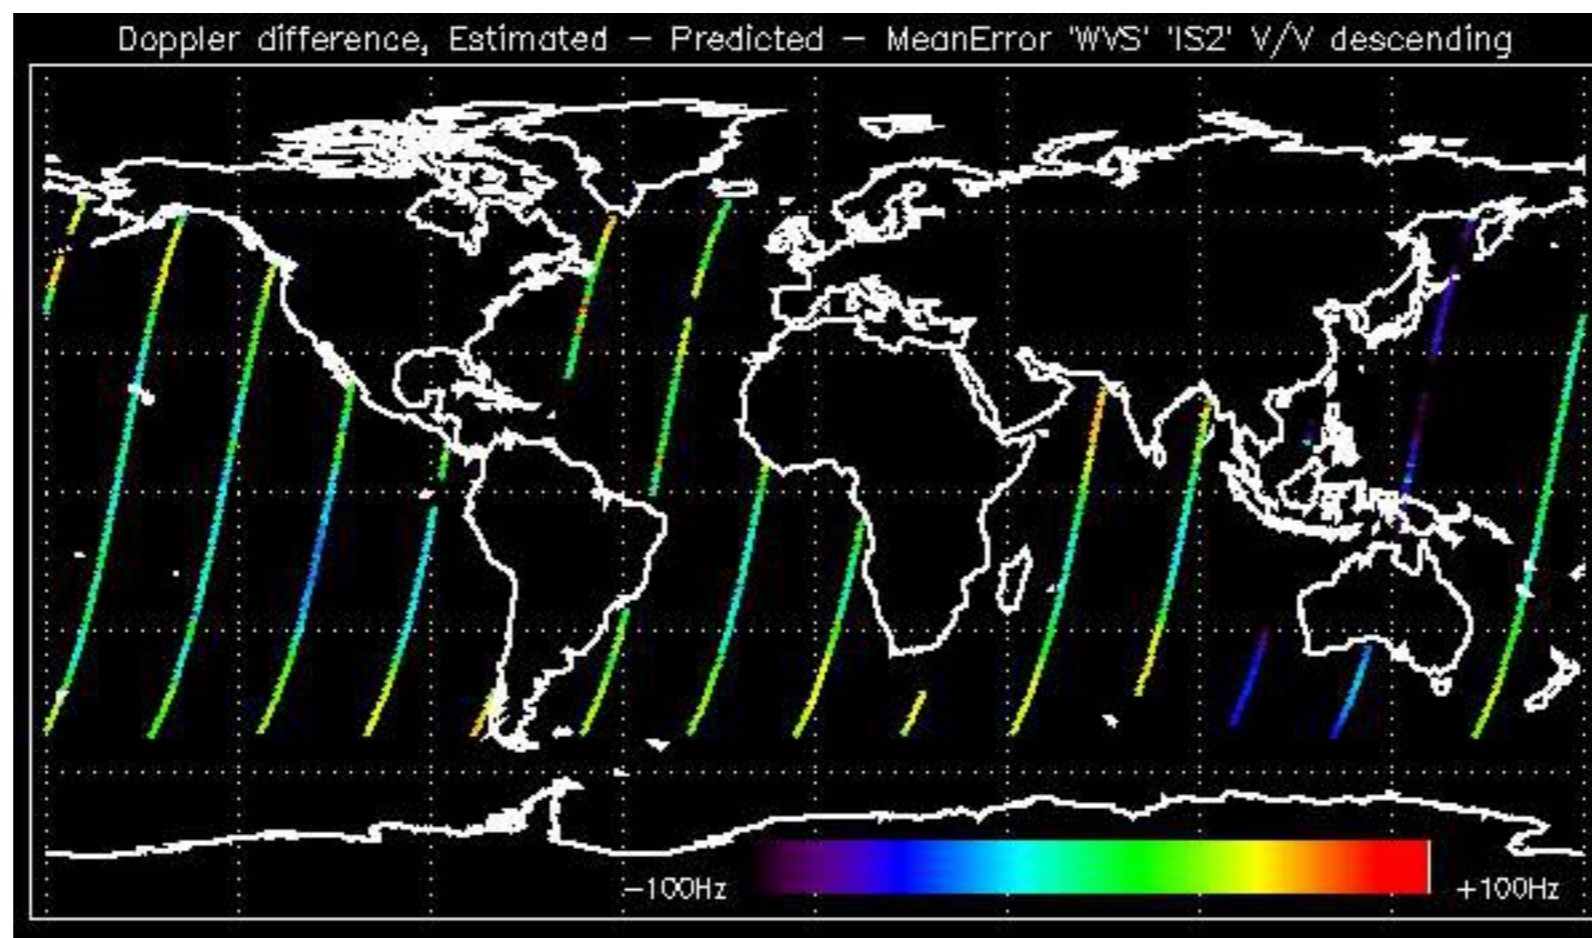 Doppler difference, Estimated – Predicted – MeanError 'WVS' 'IS2' V/V descending
–100Hz
+100Hz